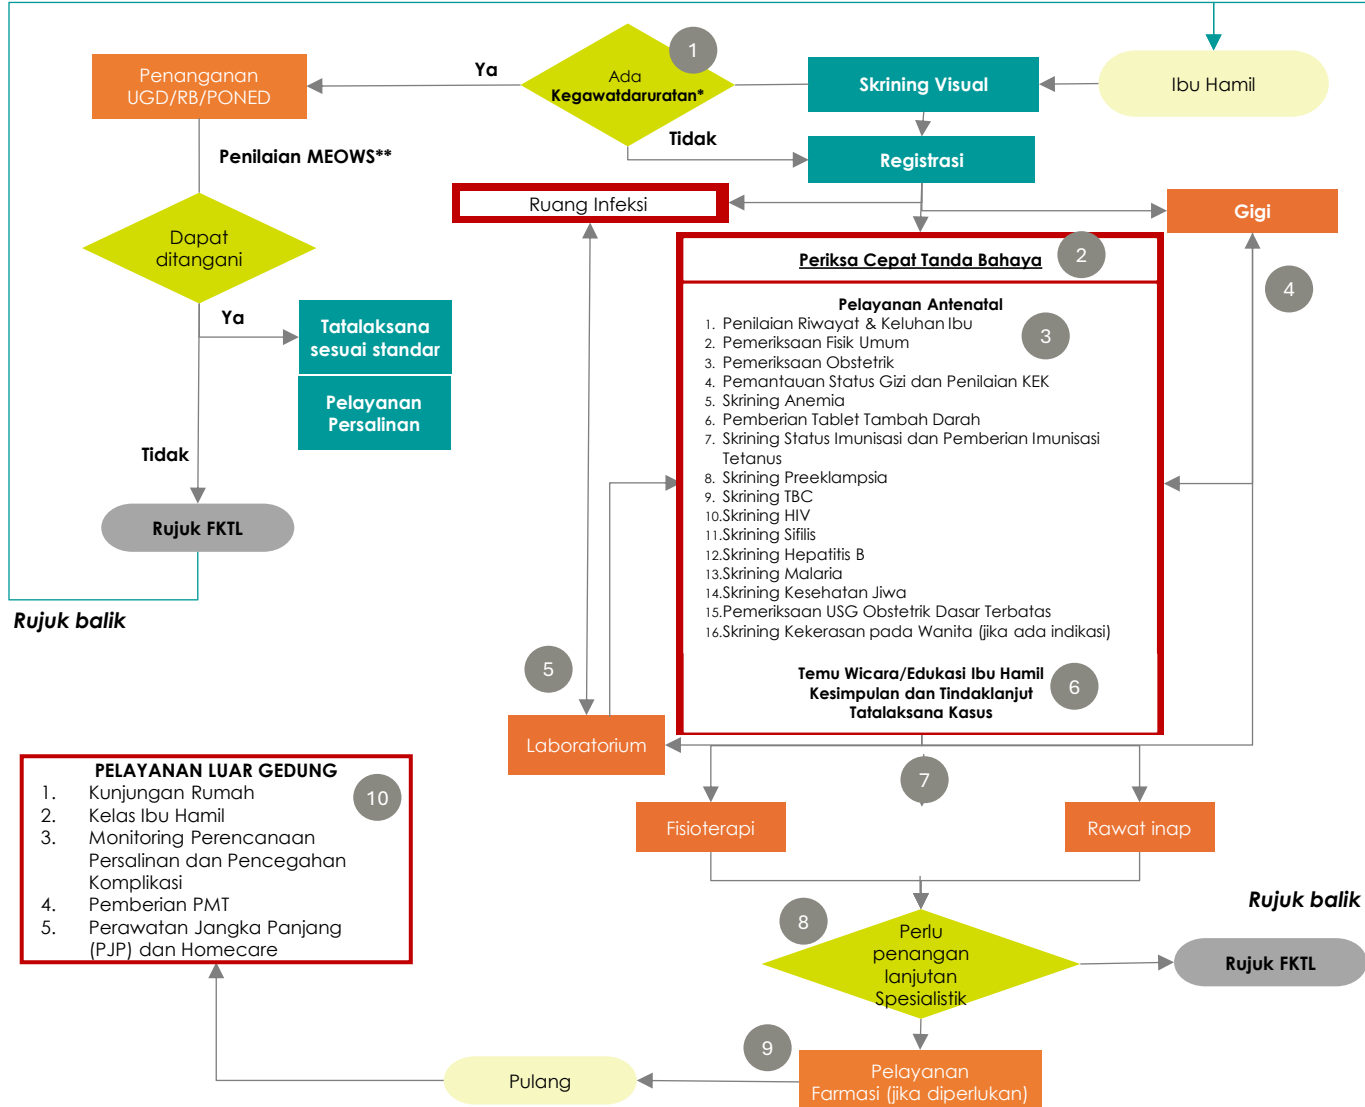 Ibu Hamil
Skrining Visual
1
Ada
Kegawatdaruratan*
Ya
Tidak
Penanganan
UGD/RB/PONED
Penilaian MEOWS**
Registrasi
Ruang Infeksi
Gigi
Dapat
ditangani
Ya
Tatalaksana
sesuai standar
Pelayanan
Persalinan
Tidak
Rujuk FKTL
Rujuk balik
Periksa Cepat Tanda Bahaya
2
Pelayanan Antenatal
3
1. Penilaian Riwayat & Keluhan Ibu
2. Pemeriksaan Fisik Umum
3. Pemeriksaan Obstetrik
4. Pemantauan Status Gizi dan Penilaian KEK
5. Skrining Anemia
6. Pemberian Tablet Tambah Darah
7. Skrining Status Imunisasi dan Pemberian Imunisasi
Tetanus
8. Skrining Preeklampsia
9. Skrining TBC
10. Skrining HIV
11. Skrining Sifilis
12. Skrining Hepatitis B
13. Skrining Malaria
14. Skrining Kesehatan Jiwa
15. Pemeriksaan USG Obstetrik Dasar Terbatas
16. Skrining Kekerasan pada Wanita (jika ada indikasi)
Temu Wicara/Edukasi Ibu Hamil
Kesimpulan dan Tindaklanjut
Tatalaksana Kasus
6
4
5
Laboratorium
7
Fisioterapi
Rawat inap
8
Perlu
penangan
lanjutan
Spesialistik
Rujuk balik
Rujuk FKTL
9
Pelayanan
Farmasi (jika diperlukan)
Pulang
PELAYANAN LUAR GEDUNG
10
1. Kunjungan Rumah
2. Kelas Ibu Hamil
3. Monitoring Perencanaan
Persalinan dan Pencegahan
Komplikasi
4. Pemberian PMT
5. Perawatan Jangka Panjang
(PJP) dan Homecare